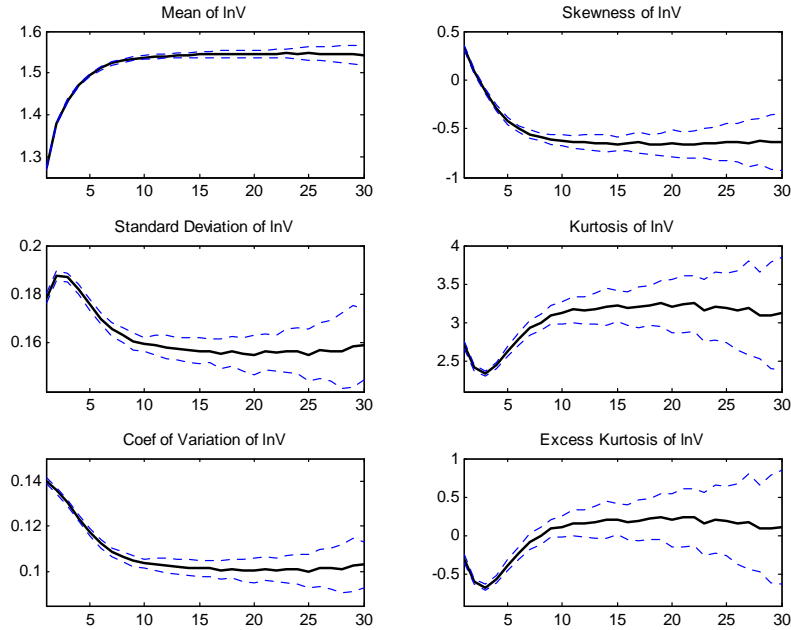 Mean of lnV
1.6
1.5
1.4
1.3
5 10 15 20 25 30
Skewness of lnV
0.5
0
-0.5
-1
5 10 15 20 25 30
Standard Deviation of lnV
0.2
0.18
0.16
5 10 15 20 25 30
Kurtosis of lnV
4
3.5
3
2.5
5 10 15 20 25 30
Coef of Variation of lnV
0.14
0.12
0.1
5 10 15 20 25 30
Excess Kurtosis of lnV
1
0.5
0
-0.5
5 10 15 20 25 30